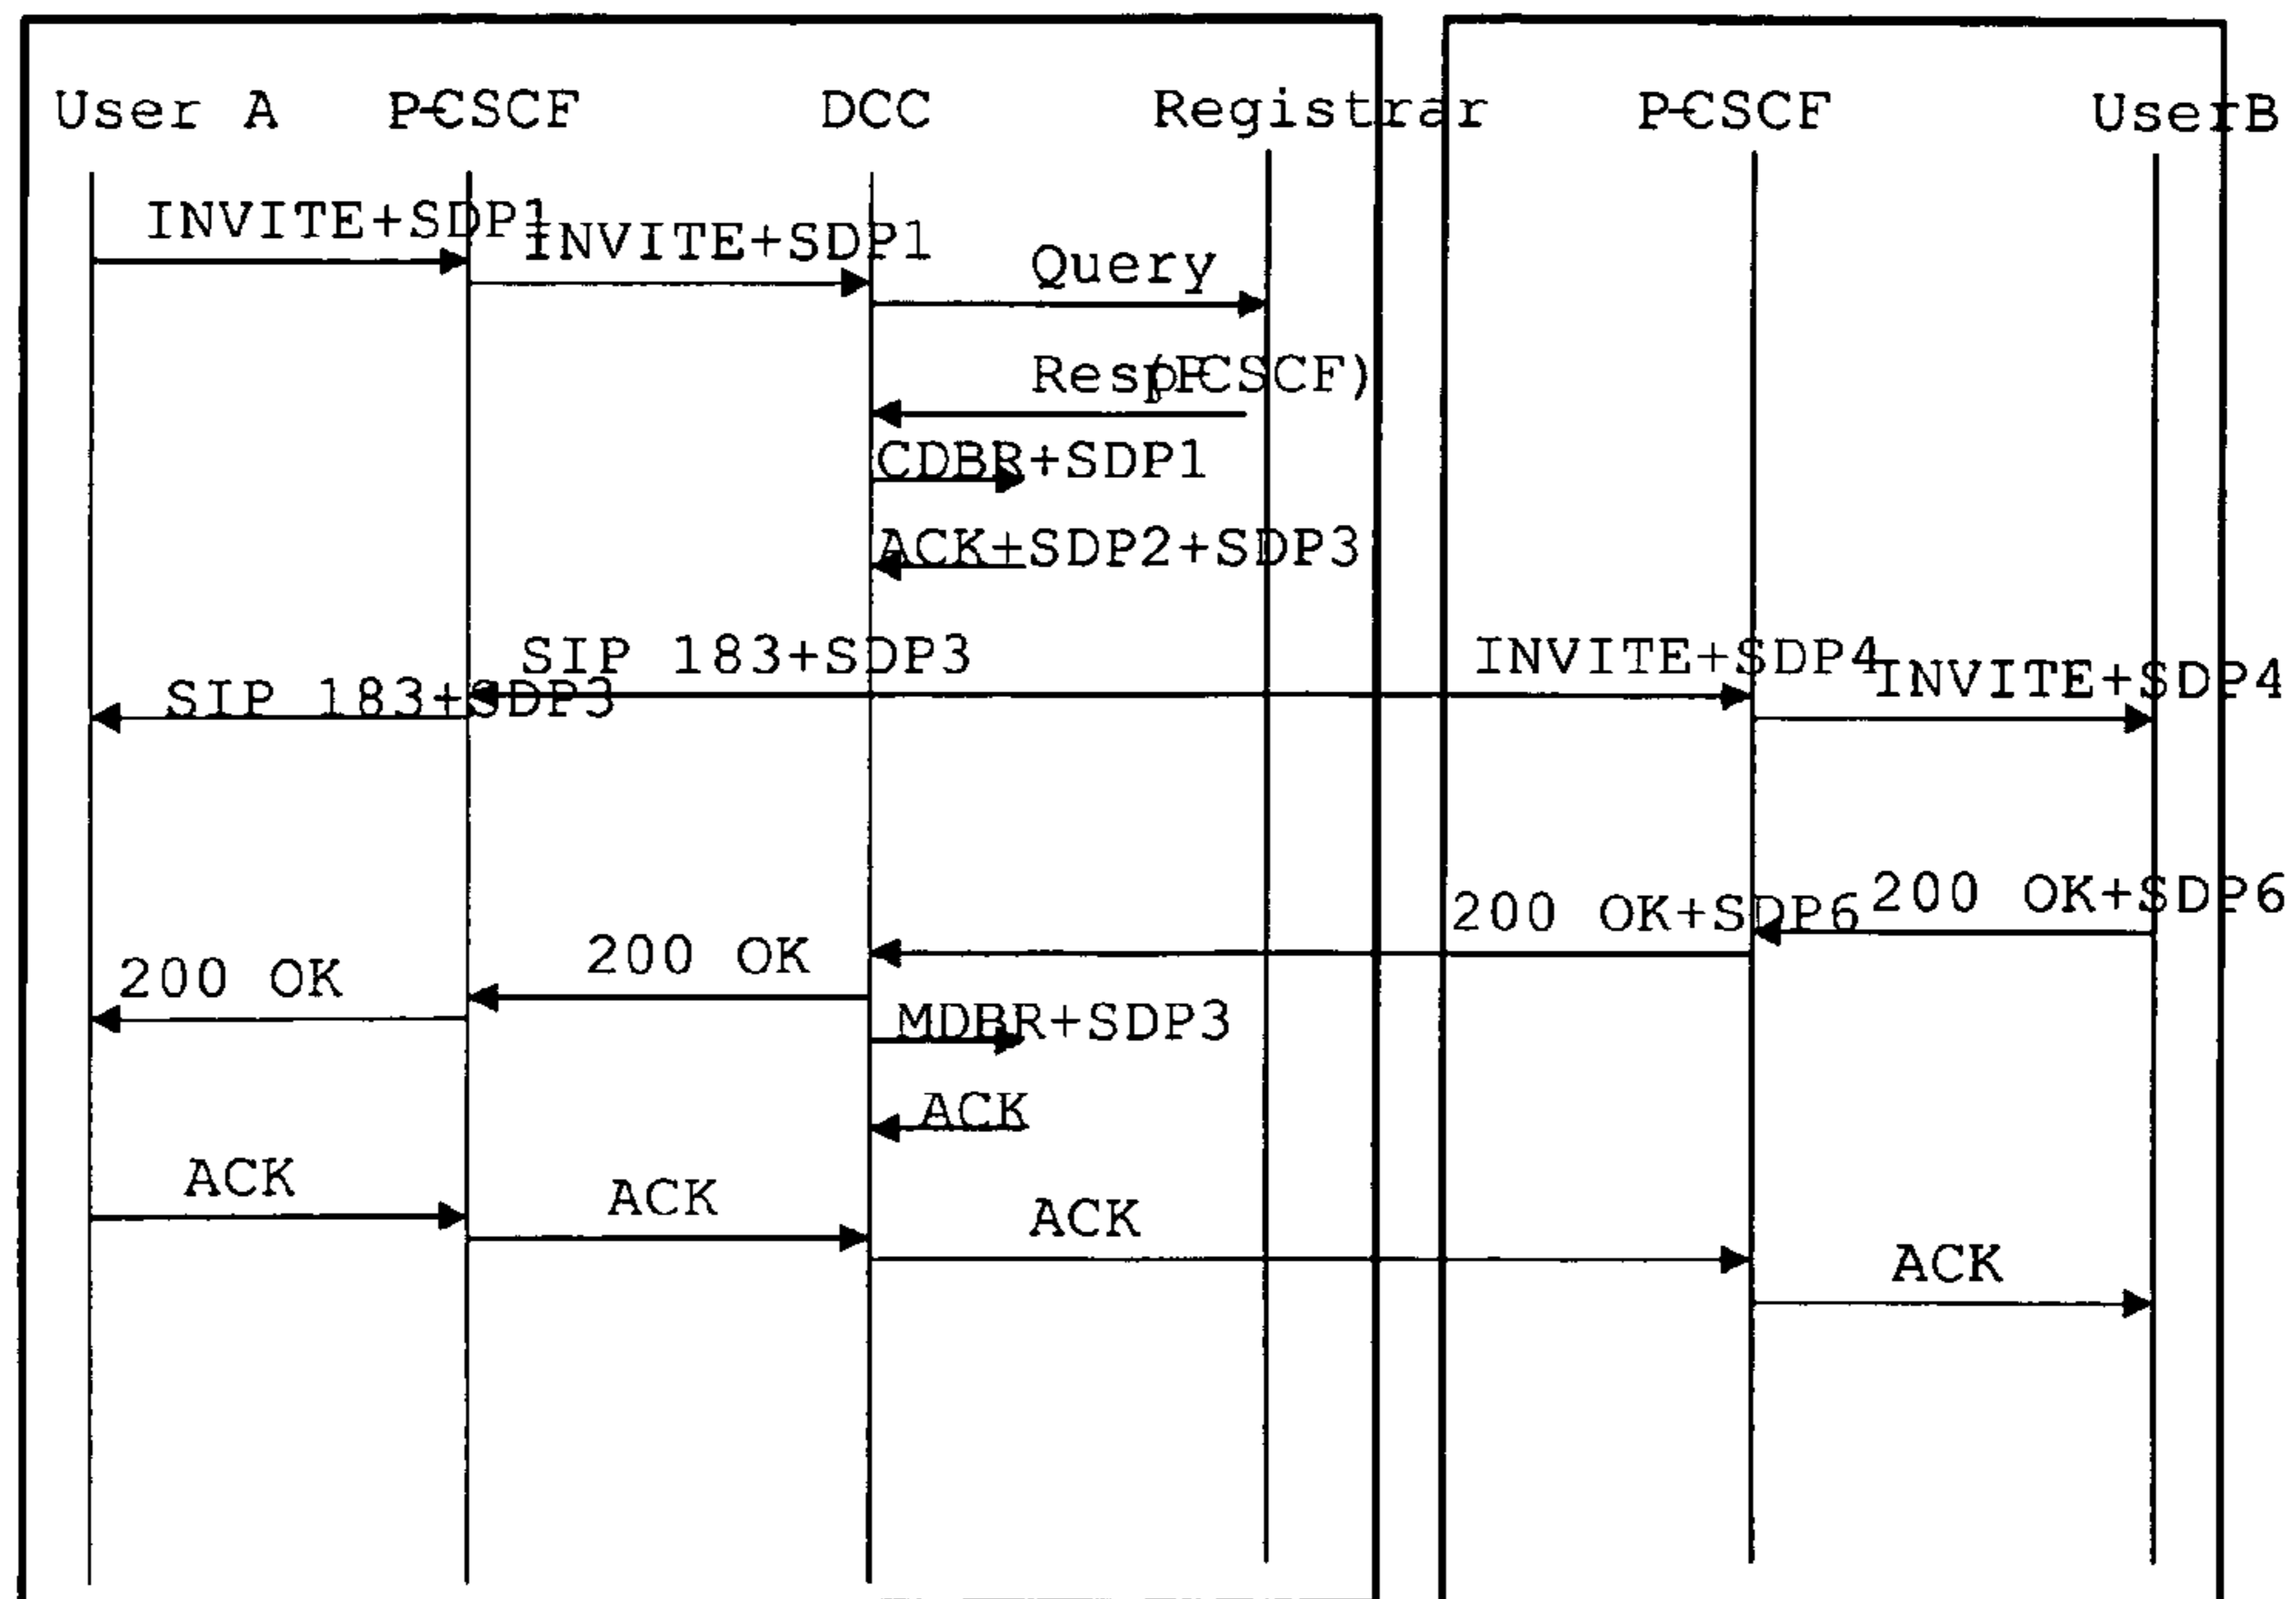 User A P-CSCF DCC Registrar P-CSCF UserB
INVITE+SDP1
INVITE+SDP1
Query
Resp(P-CSCF)
CDBR+SDP1
ACK+SDP2+SDP3
SIP 183+SDP3 INVITE+SDP4
SIP 183+SDP3 INVITE+SDP4
200 OK+SDP6
200 OK+SDP6
200 OK
200 OK
MDBR+SDP3
ACK
ACK
ACK
ACK
ACK